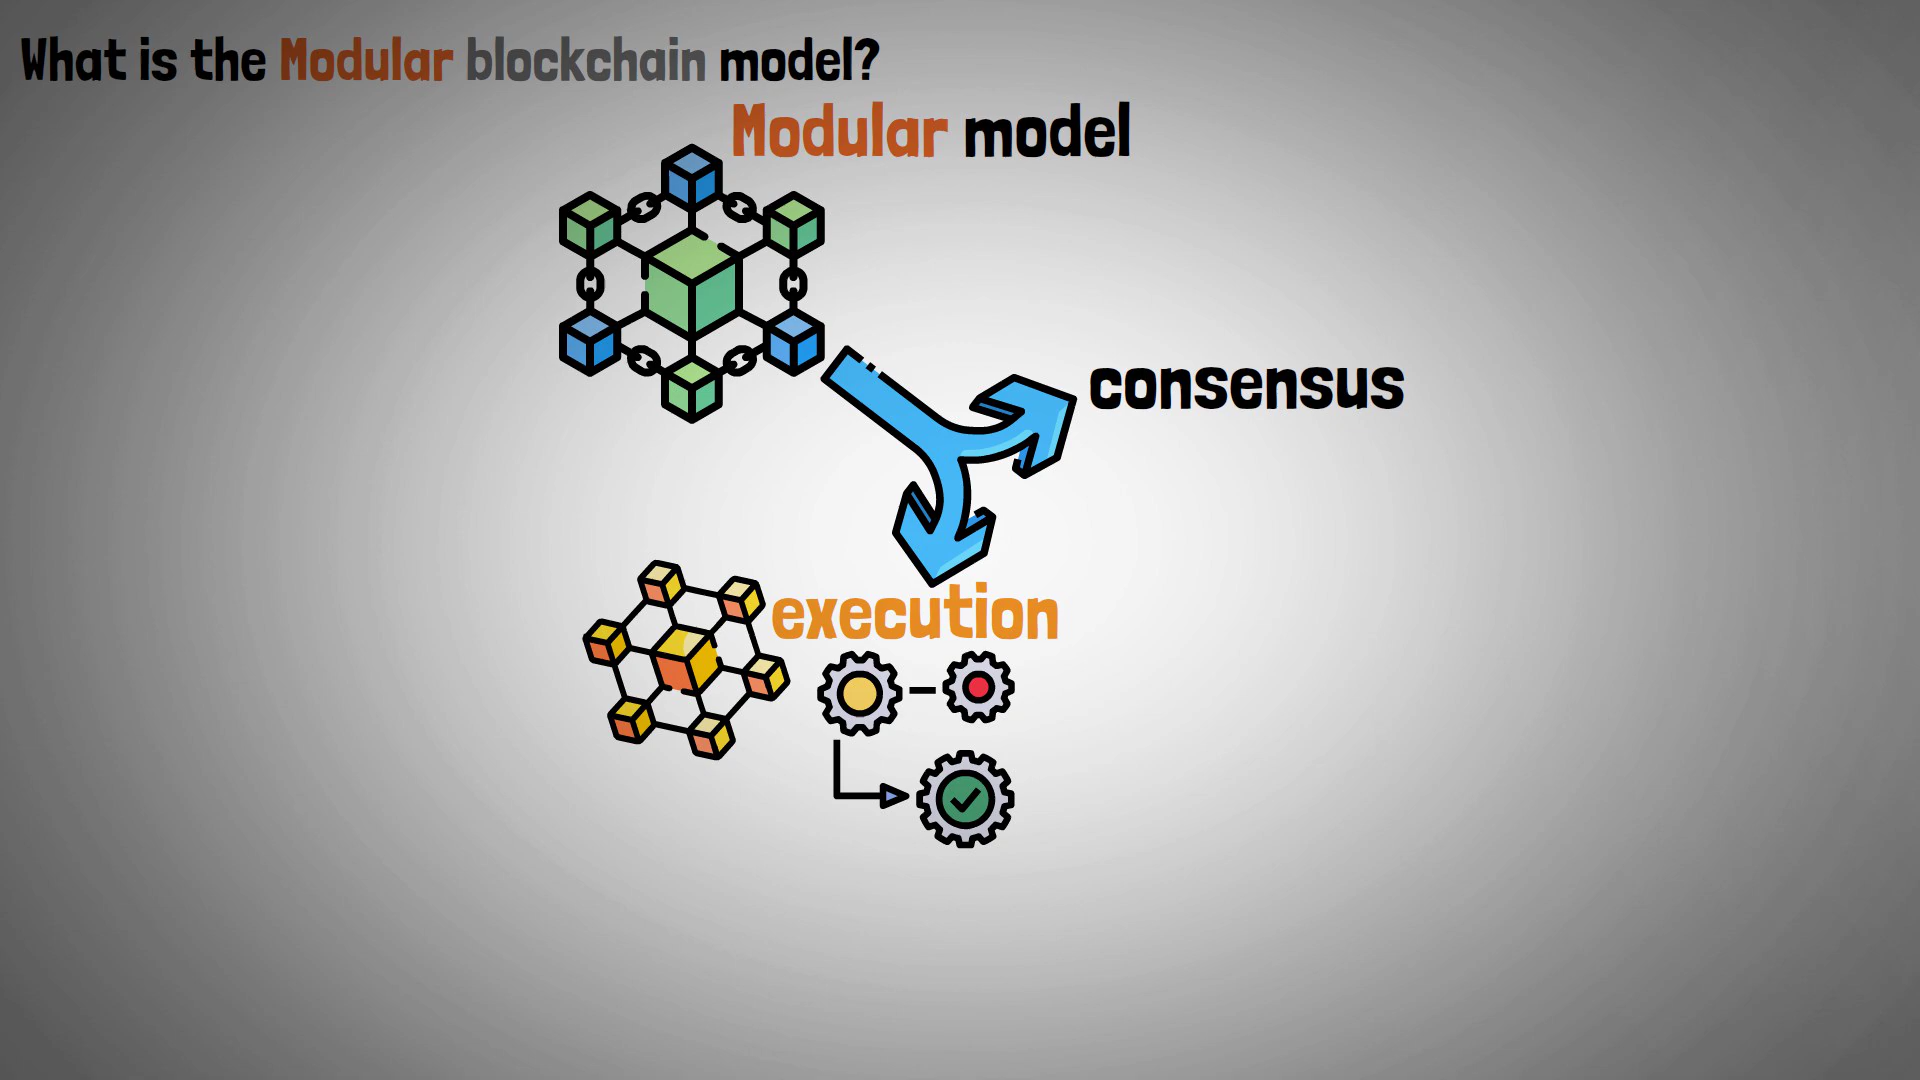 What is the Modular blockchain model?
Modular model
consensus
execution